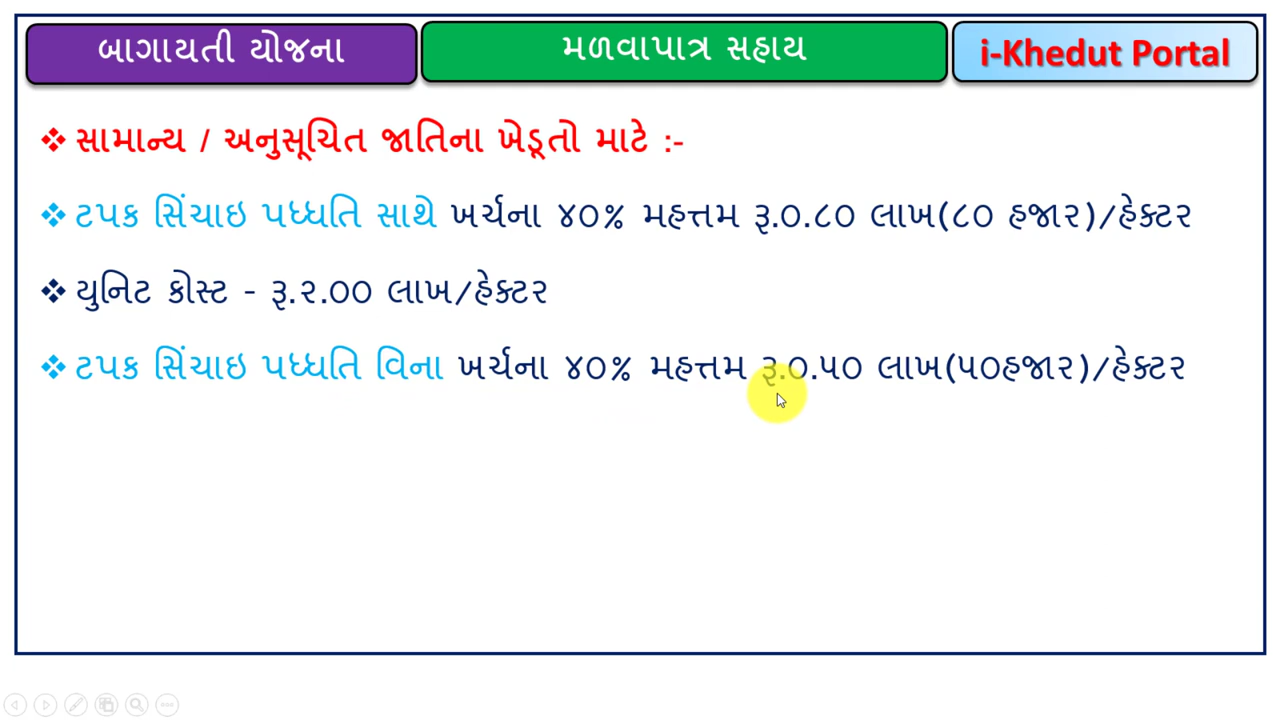 બાગાયતી યોજના
મળવાપાત્ર સહાય
i-Khedut Portal
❖ સામાન્ય / અનુસૂચિત જાતિના ખેડૂતો માટે :-
❖ ટપક સિંચાઇ પધ્ધતિ સાથે ખર્ચના ૪૦% મહત્તમ રૂ.૦.૮૦ લાખ(૮૦ હજાર)/હેક્ટર
❖ યુનિટ કોસ્ટ - રૂ.૨.૦૦ લાખ/હેક્ટર
❖ ટપક સિંચાઇ પધ્ધતિ વિના ખર્ચના ૪૦% મહત્તમ રૂ.૦.૫૦ લાખ(૫૦હજાર)/હેક્ટર